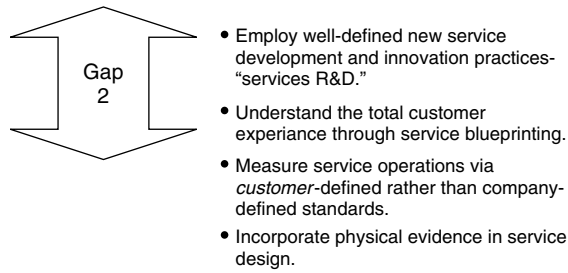 Gap
2
• Employ well-defined new service
development and innovation practices-
“services R&D.”
• Understand the total customer
experiance through service blueprinting.
• Measure service operations via
customer-defined rather than company-
defined standards.
• Incorporate physical evidence in service
design.